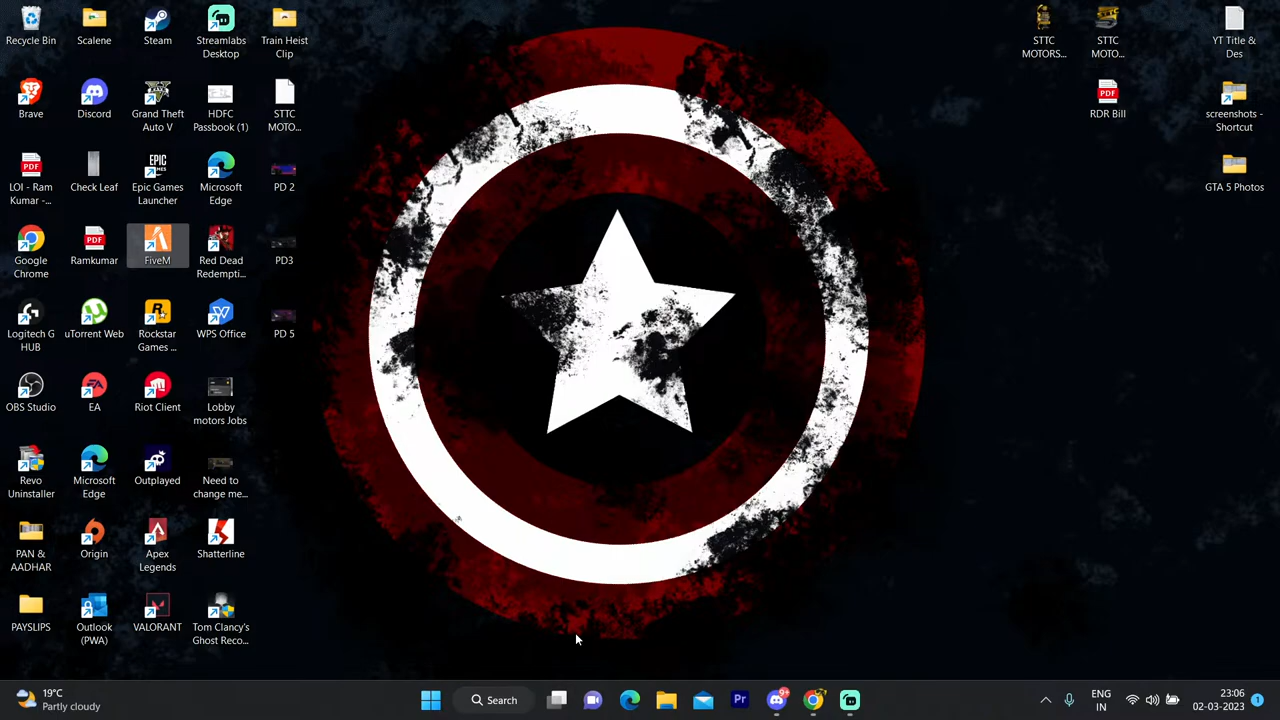 Recycle Bin
Scalene
Steam
Streamlabs
Desktop
Train Heist
Clip
Brave
Discord
Grand Theft
Auto V
HDFC
Passbook (1)
STTC
MOTO...
LOI - Ram
Kumar -...
Check Leaf
Epic Games
Launcher
Microsoft
Edge
PD 2
Google
Chrome
Ramkumar
FiveM
Red Dead
Redempti...
PD3
Logitech G
HUB
uTorrent Web
Rockstar
Games ...
WPS Office
PD 5
OBS Studio
EA
Riot Client
Lobby
motors Jobs
Revo
Uninstaller
Microsoft
Edge
Outplayed
Need to
change me...
PAN &
AADHAR
Origin
Apex
Legends
Shatterline
PAYSLIPS
Outlook
(PWA)
VALORANT
Tom Clancy's
Ghost Reco...
STTC
MOTORS...
STTC
MOTO...
YT Title &
Des
PDF
RDR Bill
screenshots -
Shortcut
GTA 5 Photos
19°C
Partly cloudy
Search
Pr
9+
ENG
IN
23:06
02-03-2023
1